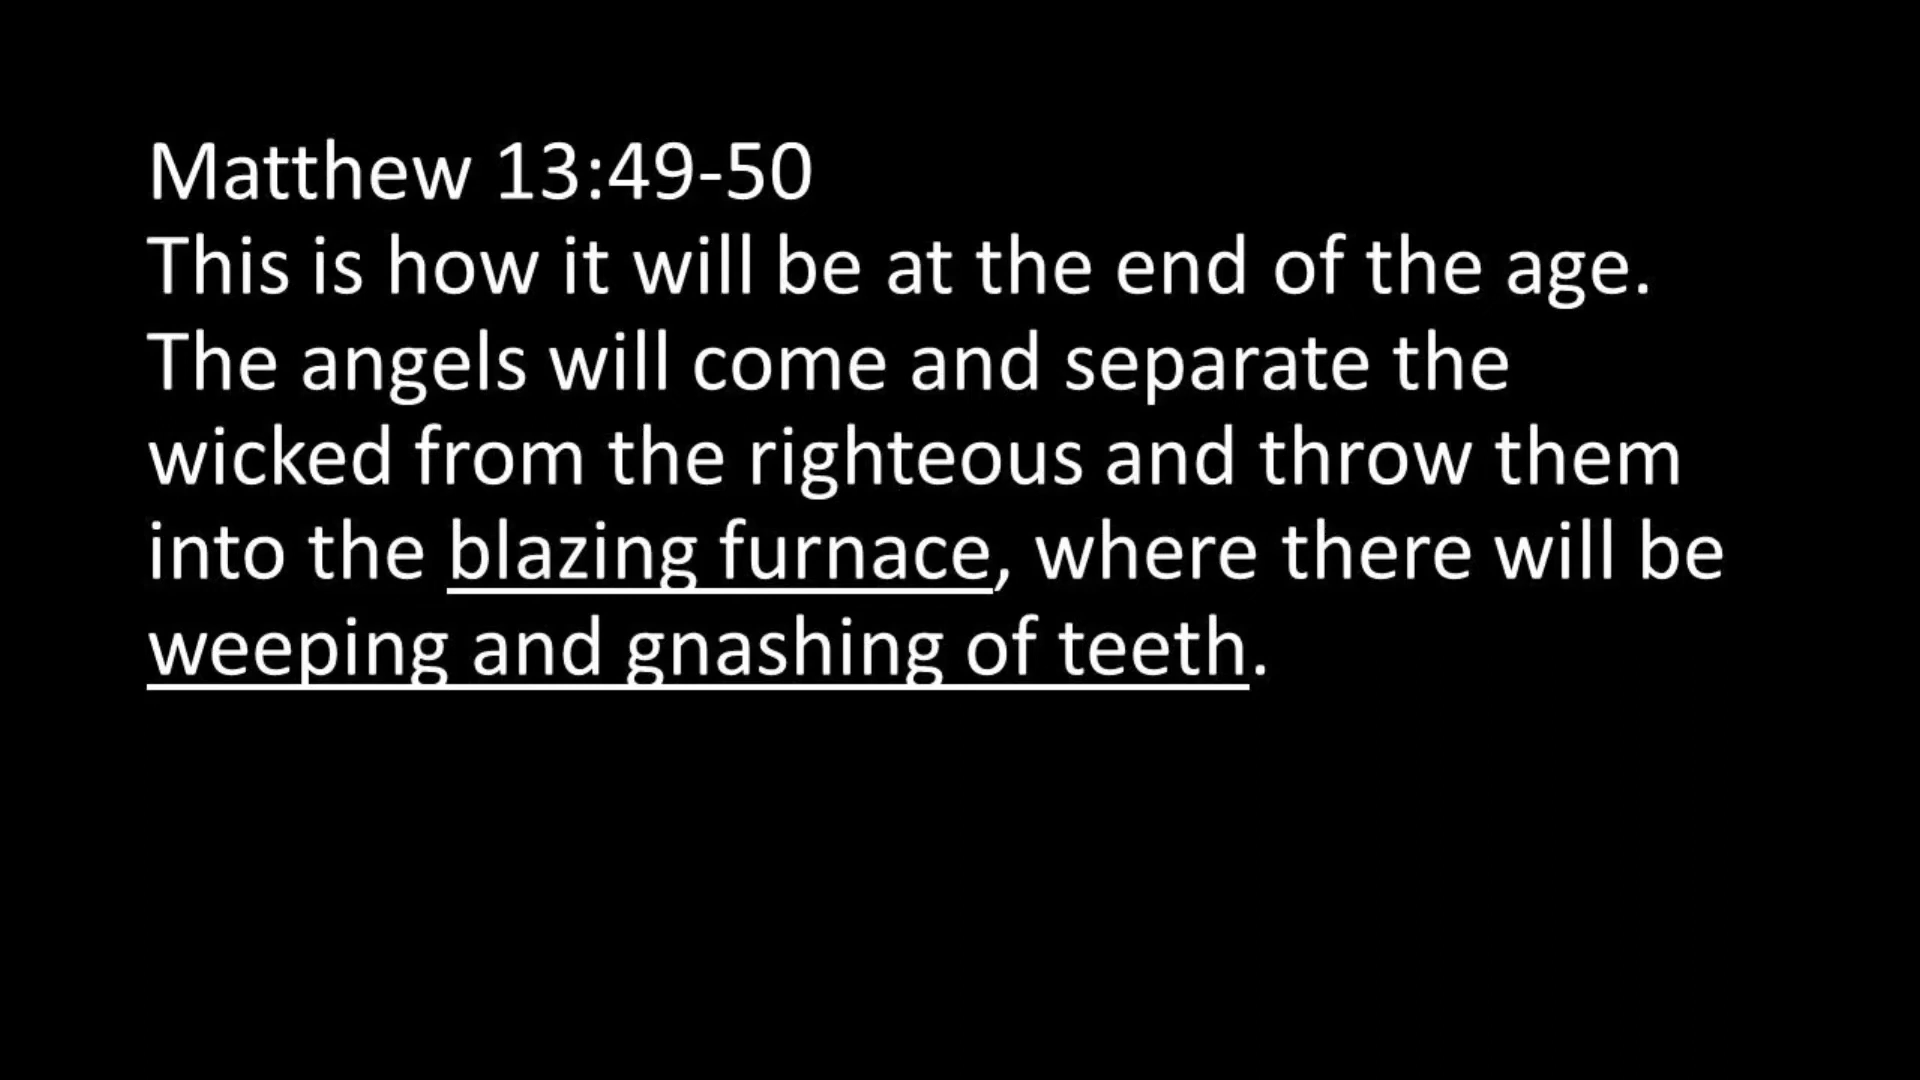 Matthew 13:49-50
This is how it will be at the end of the age.
The angels will come and separate the
wicked from the righteous and throw them
into the blazing furnace, where there will be
weeping and gnashing of teeth.